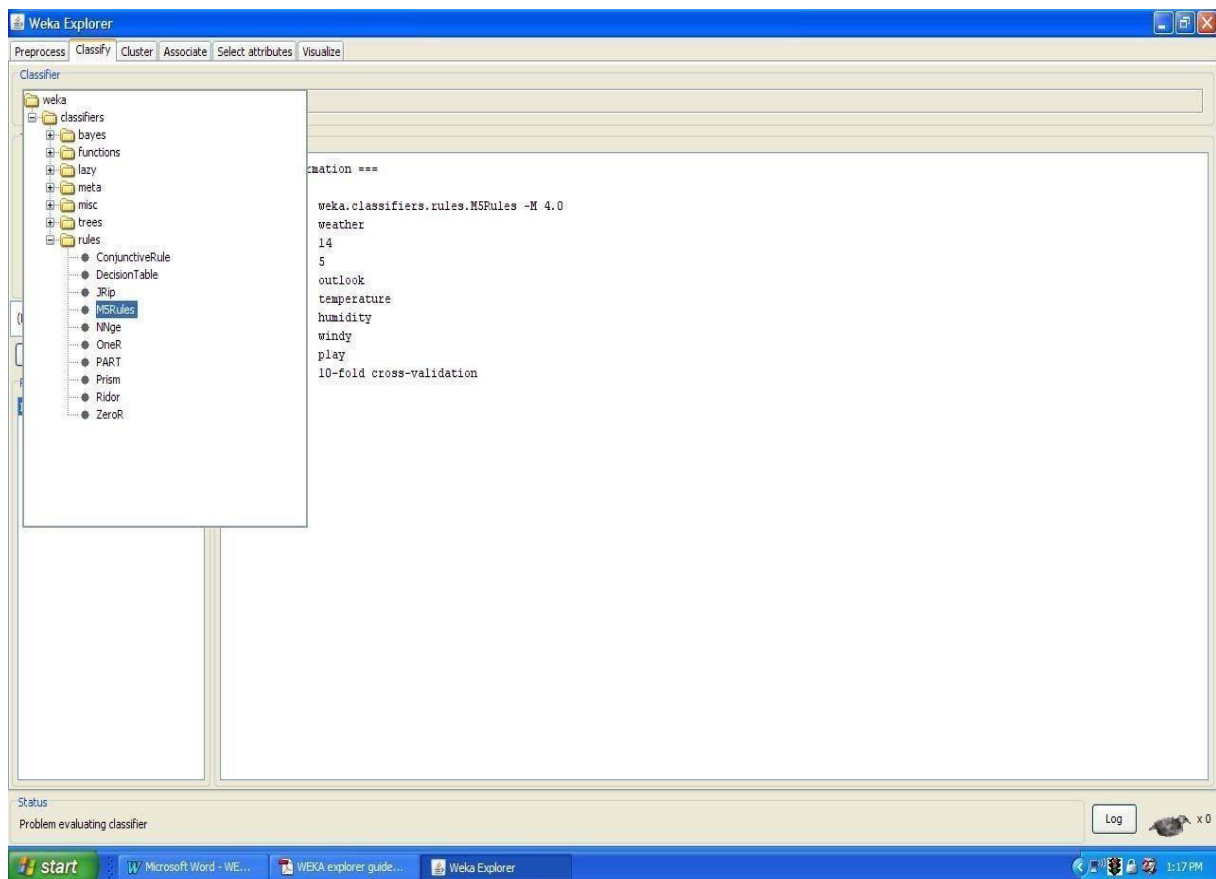 Weka Explorer
Preprocess Classify Cluster Associate Select attributes Visualize
Classifier
weka
classifiers
bayes
functions
lazy
meta
misc
trees
rules
ConjunctiveRule
DecisionTable
JRip
M5Rules
NNge
OneR
PART
Prism
Ridor
ZeroR
===
weka.classifiers.rules.M5Rules -M 4.0
weather
14
5
outlook
temperature
humidity
windy
play
10-fold cross-validation
Status
Problem evaluating classifier
Log
x 0
start
Microsoft Word - WE...
WEKA explorer guide...
Weka Explorer
1:17 PM